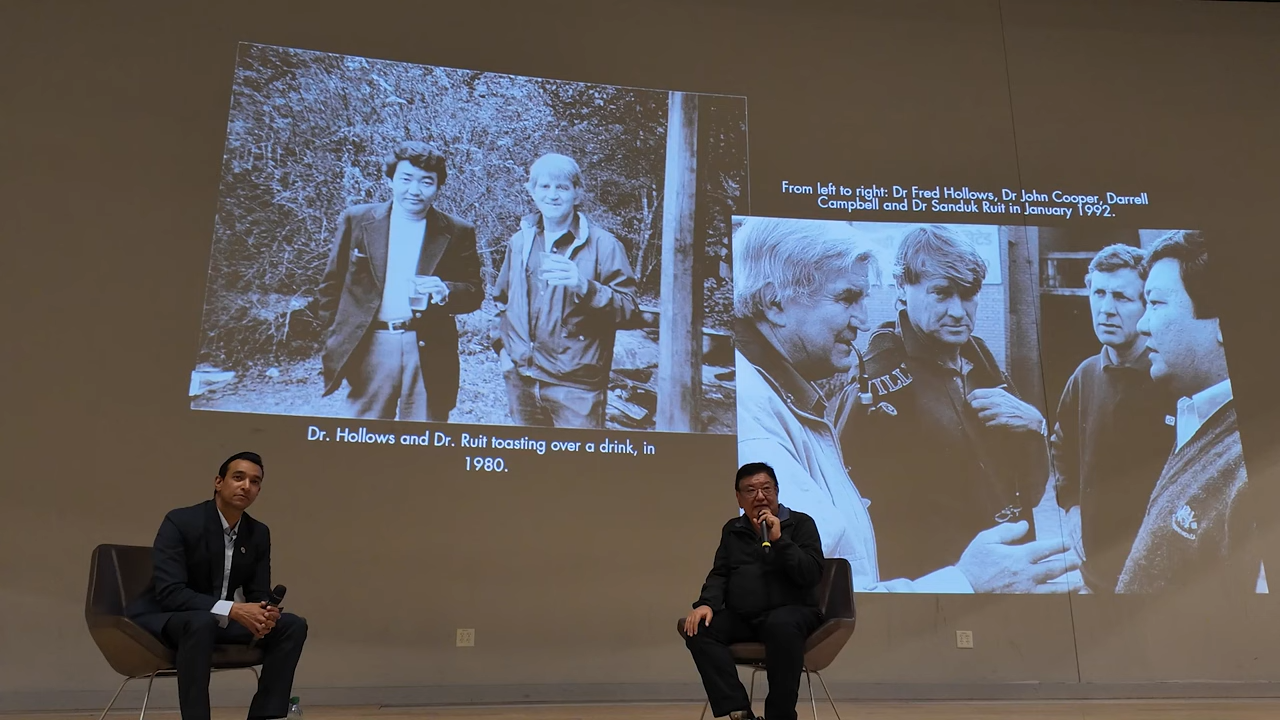 From left to right: Dr Fred Hollows, Dr John Cooper, Darrell
Campbell and Dr Sanduk Ruit in January 1992.
Dr. Hollows and Dr. Ruit toasting over a drink, in
1980.
VILL